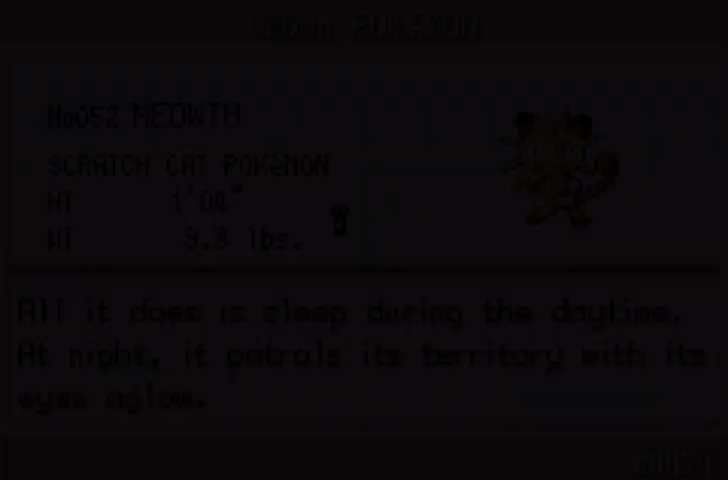 No052 MEOWTH
SCRATCH CAT POKéMON
HT 1'04"
WT 9.3 lbs.
All it does is sleep during the daytime.
At night, it patrols its territory with its
eyes aglow.